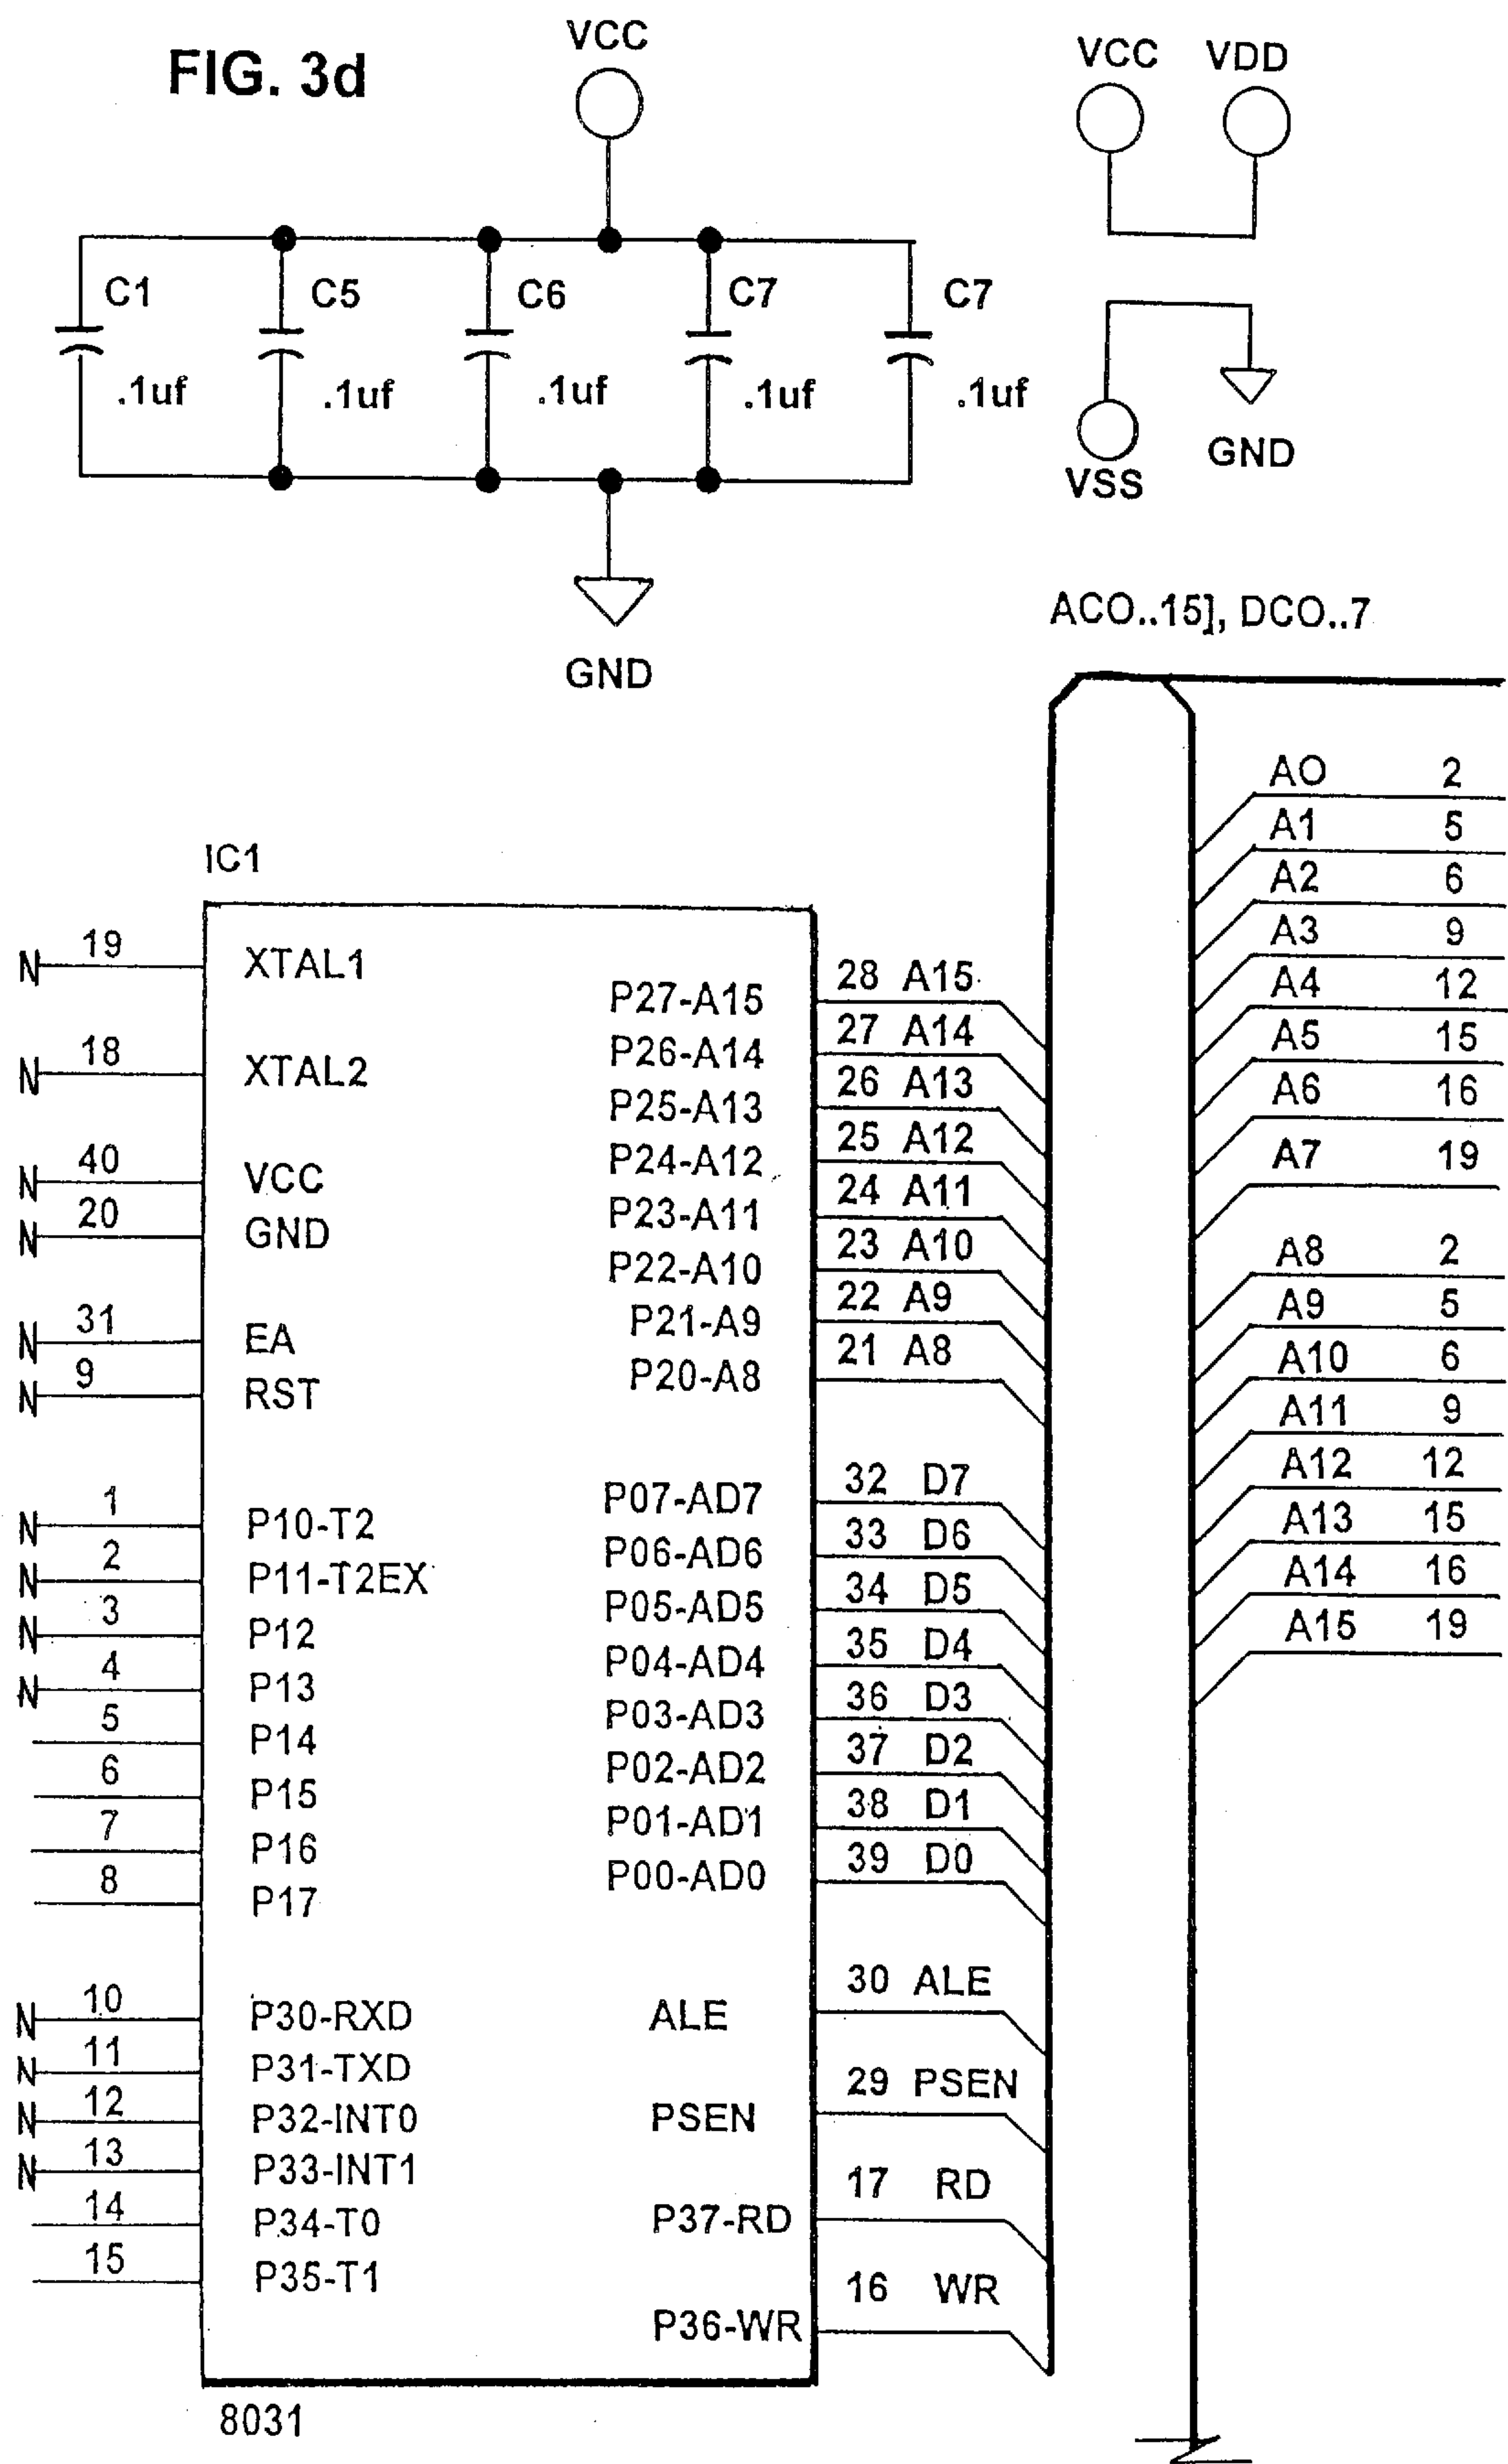 FIG. 3d
VCC
VCC VDD
C1 C5 C6 C7 C7
.1uf .1uf .1uf .1uf .1uf
VSS GND
GND
ACO..15], DCO..7
AO 2
A1 5
A2 6
A3 9
A4 12
A5 15
A6 16
A7 19
A8 2
A9 5
A10 6
A11 9
A12 12
A13 15
A14 16
A15 19
IC1
N 19 XTAL1
N 18 XTAL2
N 40 VCC
N 20 GND
N 31 EA
N 9 RST
N 1 P10-T2
N 2 P11-T2EX
N 3 P12
N 4 P13
5 P14
6 P15
7 P16
8 P17
N 10 P30-RXD
N 11 P31-TXD
N 12 P32-INT0
N 13 P33-INT1
14 P34-T0
15 P35-T1
P27-A15 28 A15
P26-A14 27 A14
P25-A13 26 A13
P24-A12 25 A12
P23-A11 24 A11
P22-A10 23 A10
P21-A9 22 A9
P20-A8 21 A8
P07-AD7 32 D7
P06-AD6 33 D6
P05-AD5 34 D5
P04-AD4 35 D4
P03-AD3 36 D3
P02-AD2 37 D2
P01-AD1 38 D1
P00-AD0 39 D0
ALE 30 ALE
PSEN 29 PSEN
P37-RD 17 RD
P36-WR 16 WR
8031